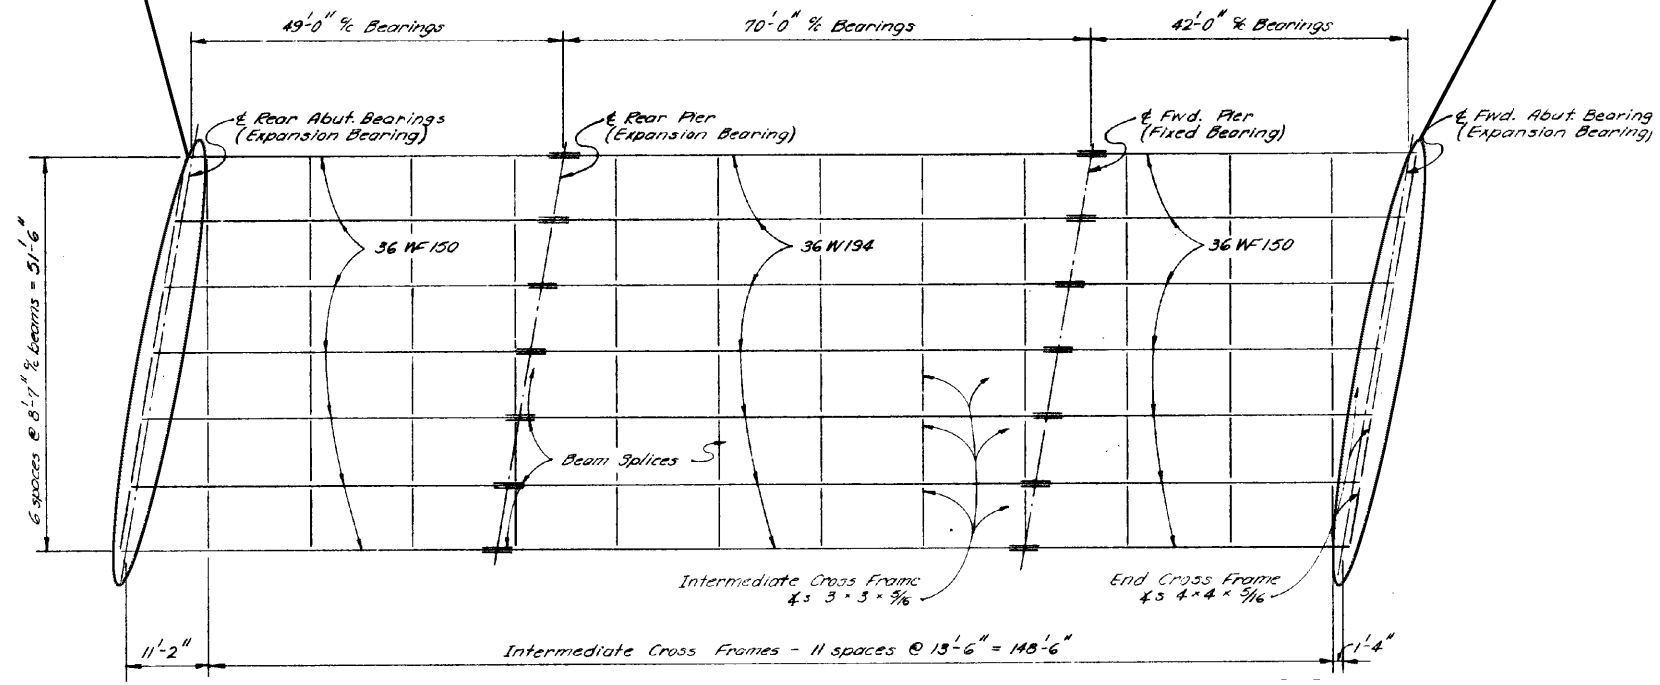 49'-0" ℄ Bearings
70'-0" ℄ Bearings
42'-0" ℄ Bearings
℄ Rear Abut. Bearings
(Expansion Bearing)
℄ Rear Pier
(Expansion Bearing)
℄ Fwd. Pier
(Fixed Bearing)
℄ Fwd. Abut. Bearing
(Expansion Bearing)
6 spaces @ 8'-7" ℄ beams = 51'-6"
36 WF 150
36 W 194
36 WF 150
Beam Splices
Intermediate Cross Frame
∡s 3 × 3 × 5/16
End Cross Frame
∡s 4 × 4 × 5/16
11'-2"
Intermediate Cross Frames - 11 spaces @ 13'-6" = 148'-6"
1'-4"